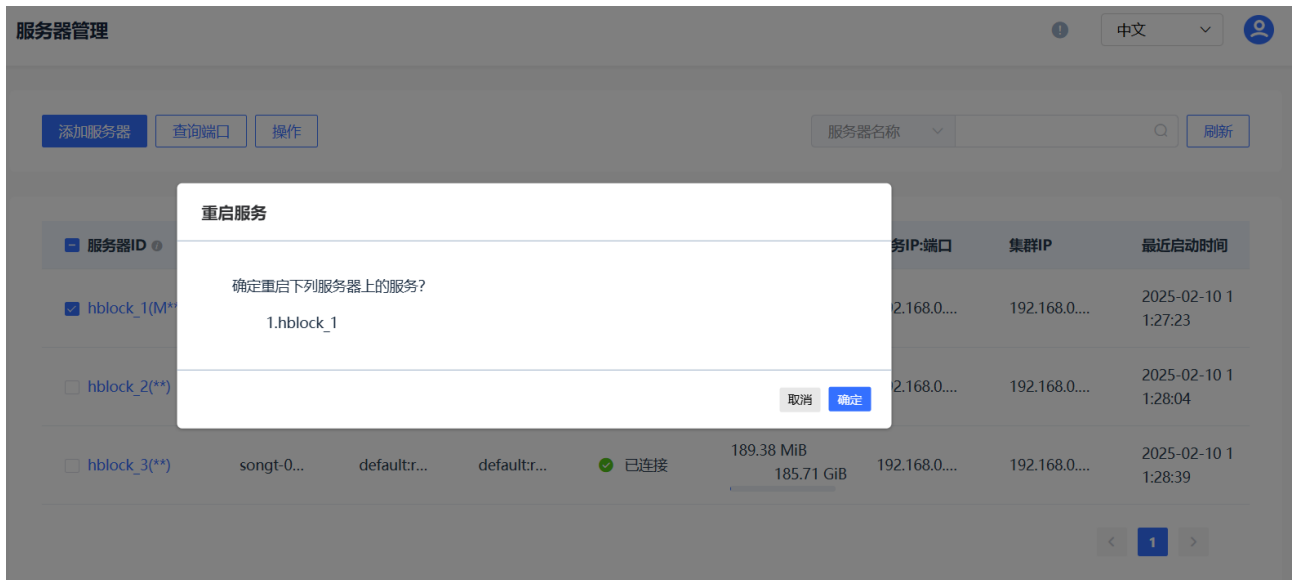 服务器管理
中文
添加服务器 查询端口 操作 服务器名称 刷新
重启服务
服务器ID 务IP:端口 集群IP 最近启动时间
确定重启下列服务器上的服务?
1.hblock_1
hblock_1(M** 2.168.0.... 192.168.0.... 2025-02-10 1
1:27:23
hblock_2(**) 2.168.0.... 192.168.0.... 2025-02-10 1
1:28:04
取消 确定
hblock_3(**) songt-0... default:r... default:r... 已连接 189.38 MiB
185.71 GiB 192.168.0.... 192.168.0.... 2025-02-10 1
1:28:39
1